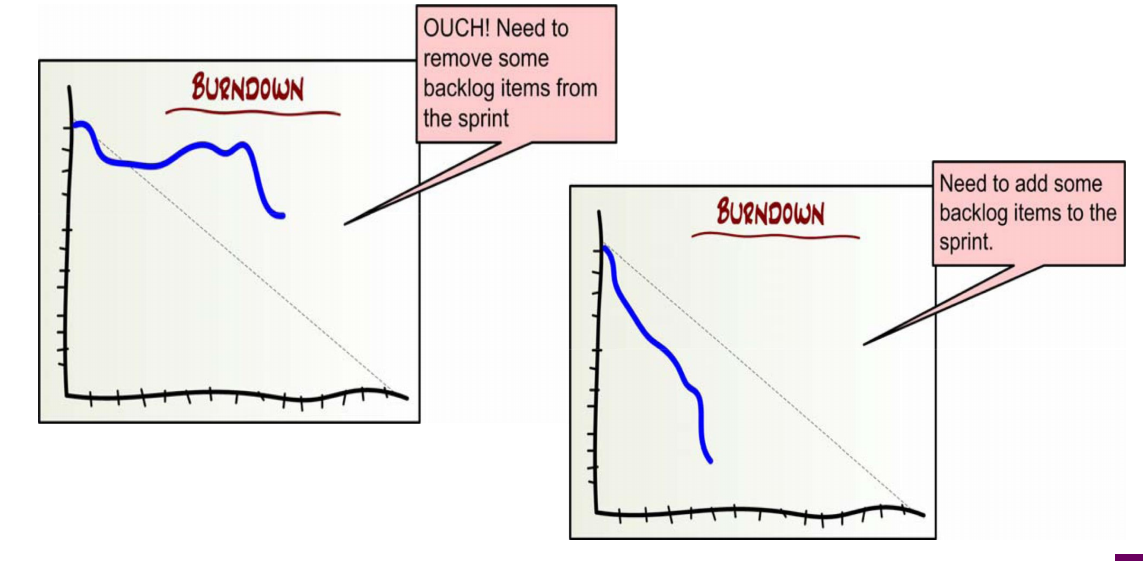 BURNDOWN
OUCH! Need to
remove some
backlog items from
the sprint
BURNDOWN
Need to add some
backlog items to the
sprint.